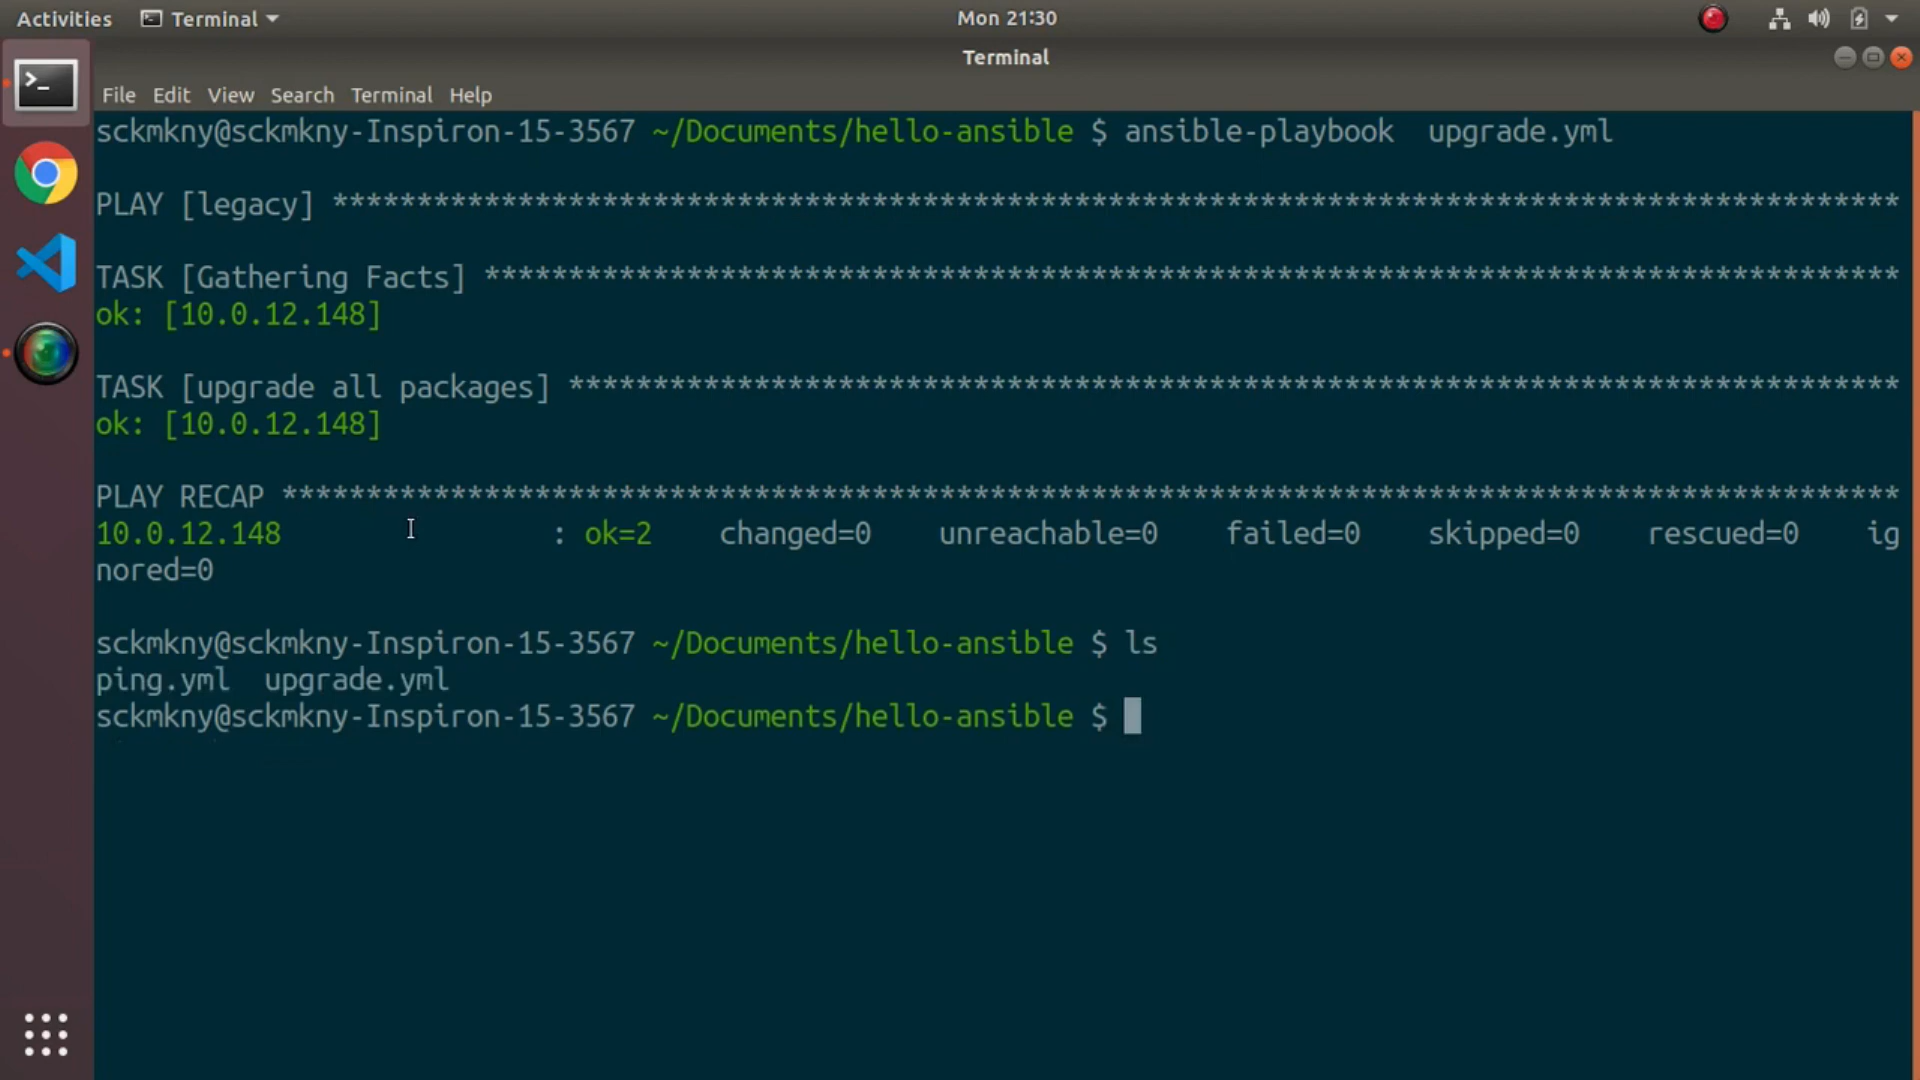 Activities Terminal Mon 21:30
Terminal
File Edit View Search Terminal Help
sckmkny@sckmkny-Inspiron-15-3567 ~/Documents/hello-ansible $ ansible-playbook  upgrade.yml
PLAY [legacy] *********************************************************************************************
TASK [Gathering Facts] ************************************************************************************
ok: [10.0.12.148]
TASK [upgrade all packages] *******************************************************************************
ok: [10.0.12.148]
PLAY RECAP ************************************************************************************************
10.0.12.148                : ok=2    changed=0    unreachable=0    failed=0    skipped=0    rescued=0    ig
nored=0
sckmkny@sckmkny-Inspiron-15-3567 ~/Documents/hello-ansible $ ls
ping.yml  upgrade.yml
sckmkny@sckmkny-Inspiron-15-3567 ~/Documents/hello-ansible $